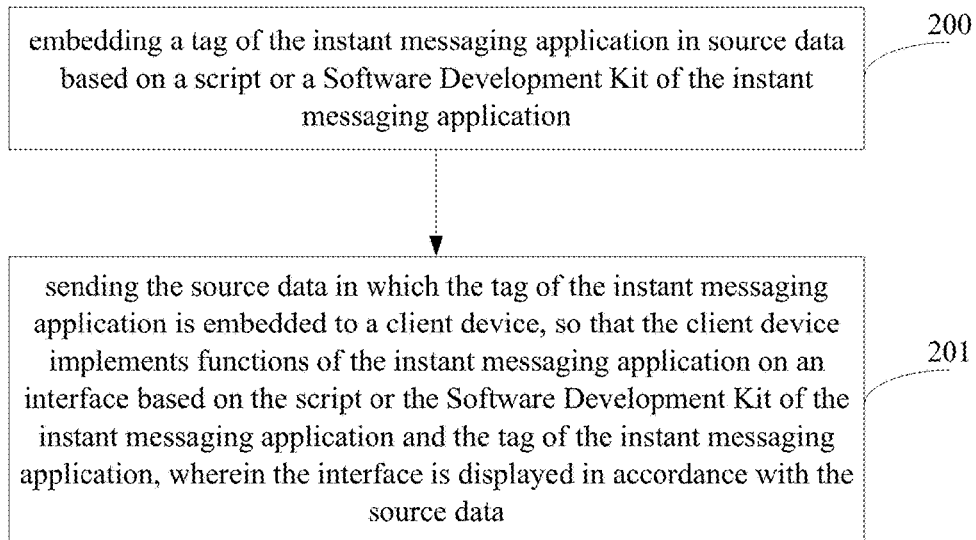 embedding a tag of the instant messaging application in source data
based on a script or a Software Development Kit of the instant
messaging application
200
sending the source data in which the tag of the instant messaging
application is embedded to a client device, so that the client device
implements functions of the instant messaging application on an
interface based on the script or the Software Development Kit of the
instant messaging application and the tag of the instant messaging
application, wherein the interface is displayed in accordance with the
source data
201